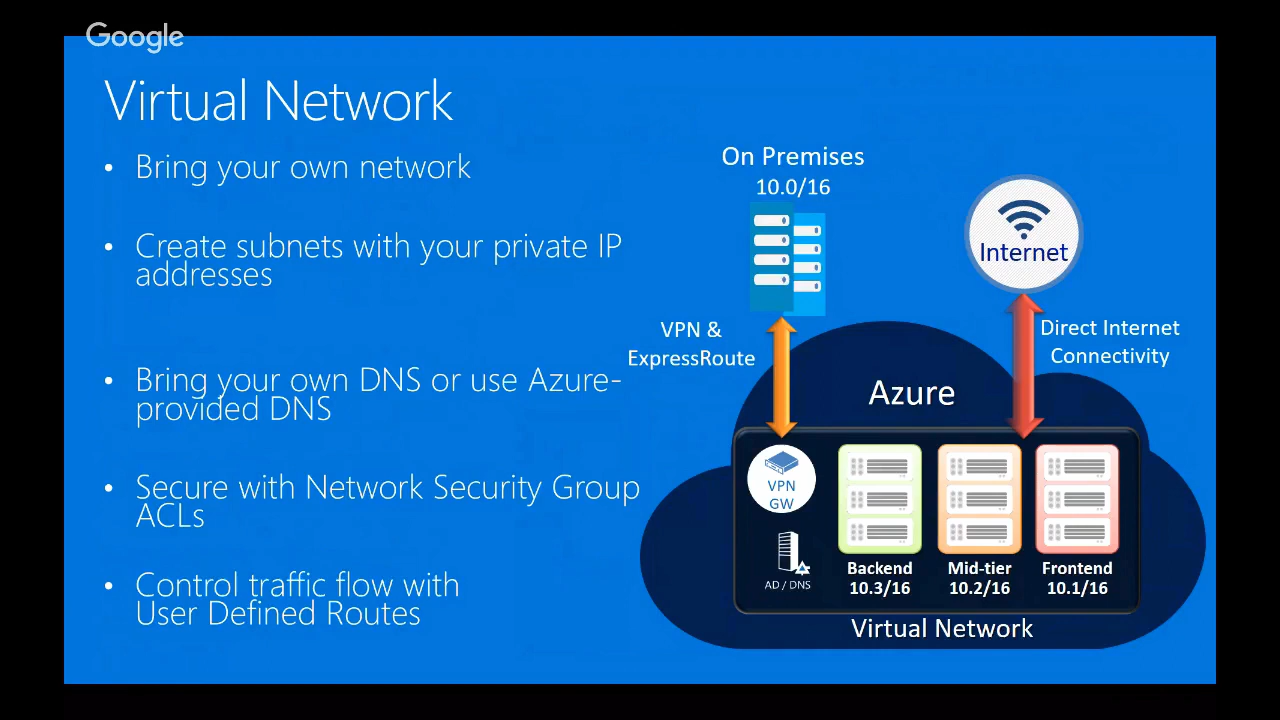 Google
Virtual Network
• Bring your own network
• Create subnets with your private IP
addresses
• Bring your own DNS or use Azure-
provided DNS
• Secure with Network Security Group
ACLs
• Control traffic flow with
User Defined Routes
On Premises
10.0/16
Internet
VPN &
ExpressRoute
Direct Internet
Connectivity
Azure
VPN
GW
AD / DNS
Backend
10.3/16
Mid-tier
10.2/16
Frontend
10.1/16
Virtual Network